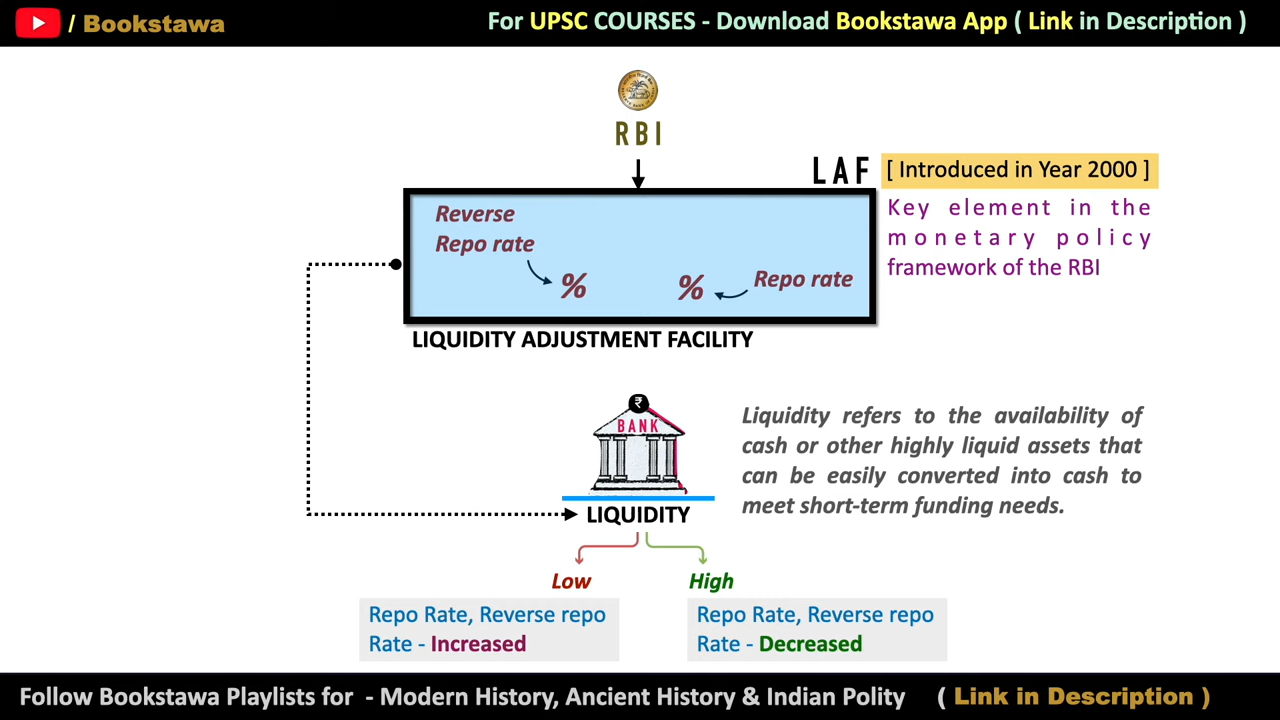 / Bookstawa
For UPSC COURSES - Download Bookstawa App ( Link in Description )
RBI
LAF
[ Introduced in Year 2000 ]
Key element in the
monetary policy
framework of the RBI
Reverse
Repo rate
%
%
Repo rate
LIQUIDITY ADJUSTMENT FACILITY
₹
BANK
LIQUIDITY
Liquidity refers to the availability of
cash or other highly liquid assets that
can be easily converted into cash to
meet short-term funding needs.
Low
High
Repo Rate, Reverse repo
Rate - Increased
Repo Rate, Reverse repo
Rate - Decreased
Follow Bookstawa Playlists for - Modern History, Ancient History & Indian Polity ( Link in Description )